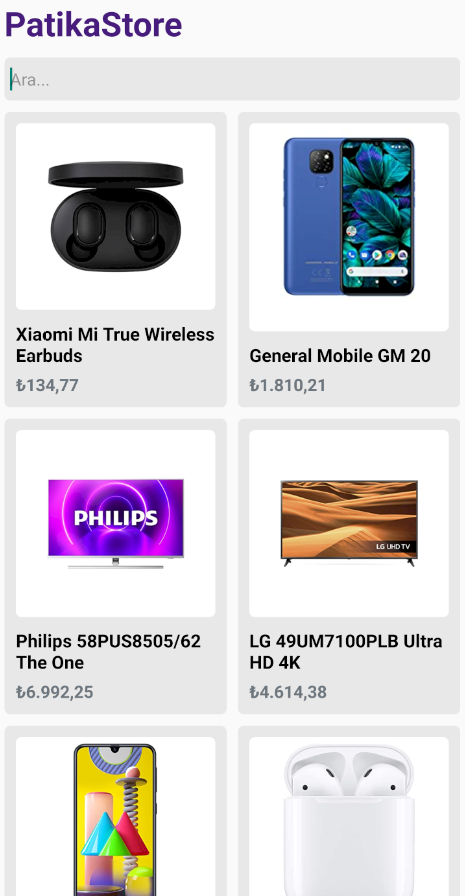 PatikaStore
Ara...
Xiaomi Mi True Wireless
Earbuds
₺134,77
General Mobile GM 20
₺1.810,21
PHILIPS
LG UHD TV
Philips 58PUS8505/62
The One
₺6.992,25
LG 49UM7100PLB Ultra
HD 4K
₺4.614,38